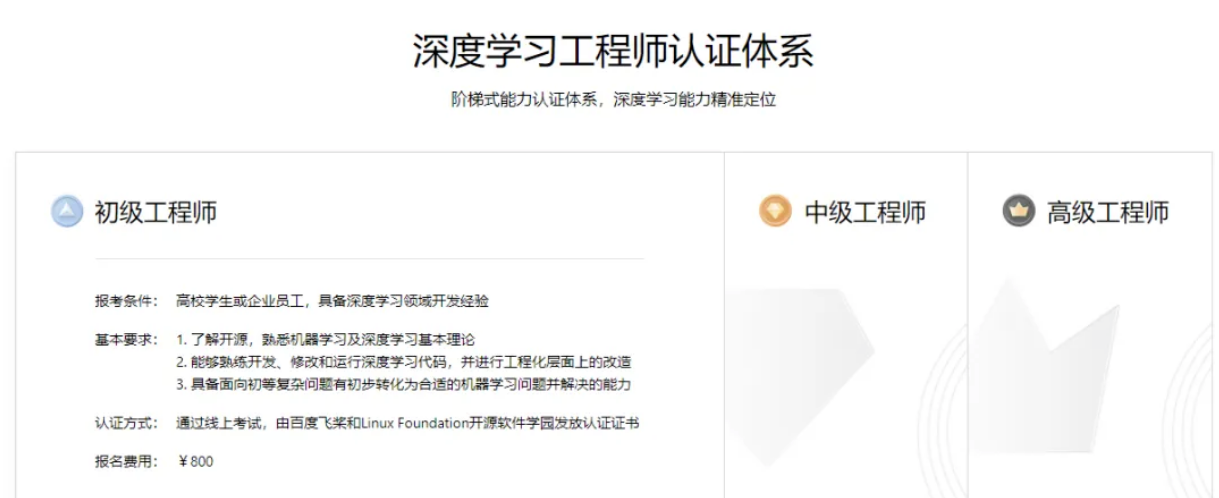 深度学习工程师认证体系
阶梯式能力认证体系，深度学习能力精准定位
初级工程师
报考条件： 高校学生或企业员工，具备深度学习领域开发经验
基本要求： 1. 了解开源，熟悉机器学习及深度学习基本理论
2. 能够熟练开发、修改和运行深度学习代码，并进行工程化层面上的改造
3. 具备面向初等复杂问题有初步转化为合适的机器学习问题并解决的能力
认证方式： 通过线上考试，由百度飞桨和Linux Foundation开源软件学园发放认证证书
报名费用： ￥800
中级工程师
高级工程师